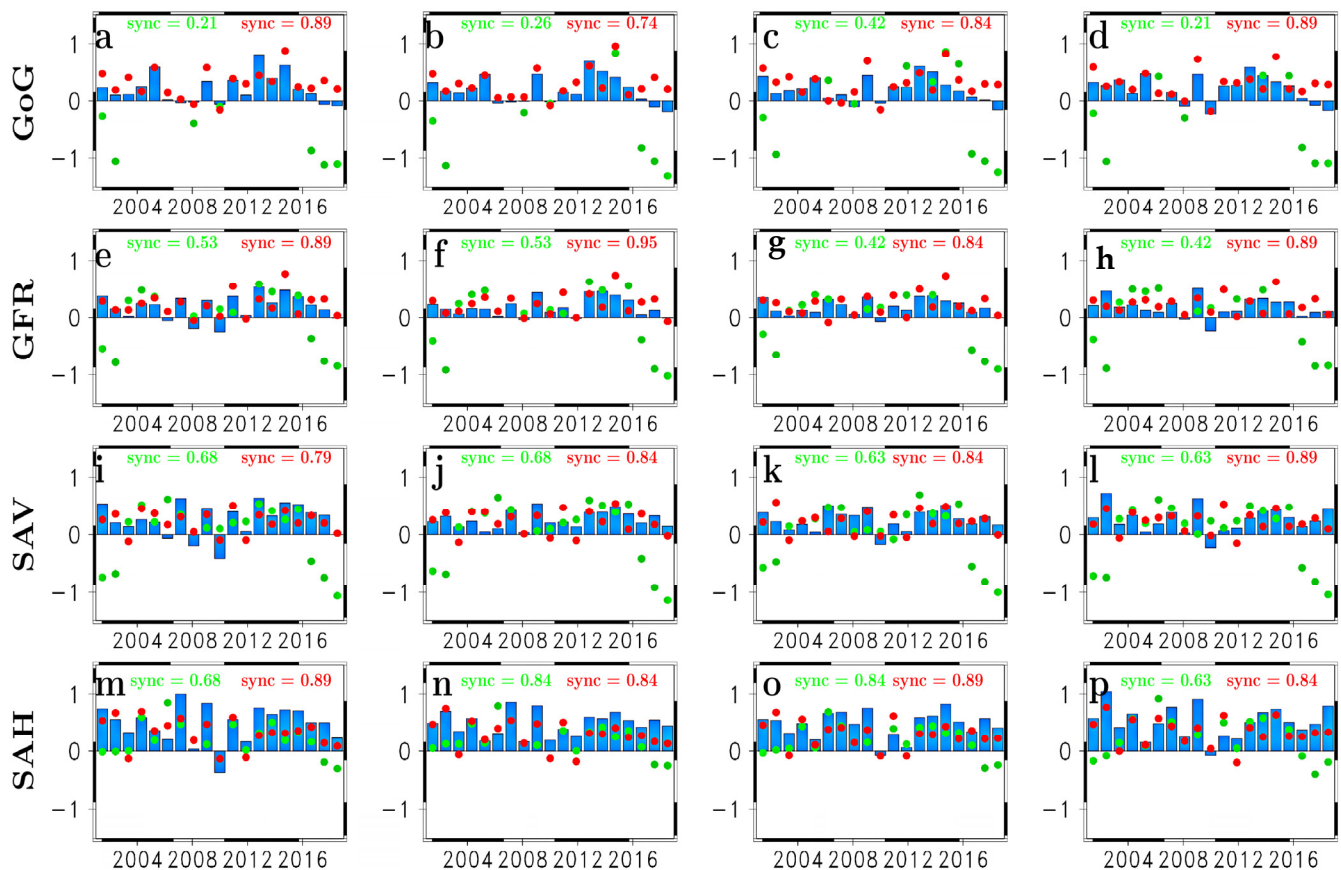 a sync = 0.21 sync = 0.89
b sync = 0.26 sync = 0.74
c sync = 0.42 sync = 0.84
d sync = 0.21 sync = 0.89
GoG
1 1 1 1
0 0 0 0
−1 −1 −1 −1
2004 2008 2012 2016 2004 2008 2012 2016 2004 2008 2012 2016 2004 2008 2012 2016
e sync = 0.53 sync = 0.89
f sync = 0.53 sync = 0.95
g sync = 0.42 sync = 0.84
h sync = 0.42 sync = 0.89
GFR
1 1 1 1
0 0 0 0
−1 −1 −1 −1
2004 2008 2012 2016 2004 2008 2012 2016 2004 2008 2012 2016 2004 2008 2012 2016
i sync = 0.68 sync = 0.79
j sync = 0.68 sync = 0.84
k sync = 0.63 sync = 0.84
l sync = 0.63 sync = 0.89
SAV
1 1 1 1
0 0 0 0
−1 −1 −1 −1
2004 2008 2012 2016 2004 2008 2012 2016 2004 2008 2012 2016 2004 2008 2012 2016
m sync = 0.68 sync = 0.89
n sync = 0.84 sync = 0.84
o sync = 0.84 sync = 0.89
p sync = 0.63 sync = 0.84
SAH
1 1 1 1
0 0 0 0
−1 −1 −1 −1
2004 2008 2012 2016 2004 2008 2012 2016 2004 2008 2012 2016 2004 2008 2012 2016